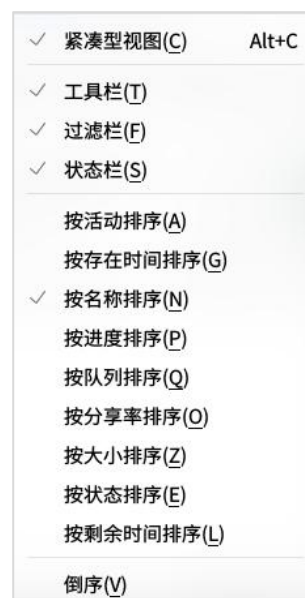 紧凑型视图(C) Alt+C
工具栏(T)
过滤栏(F)
状态栏(S)
按活动排序(A)
按存在时间排序(G)
按名称排序(N)
按进度排序(P)
按队列排序(Q)
按分享率排序(O)
按大小排序(Z)
按状态排序(E)
按剩余时间排序(L)
倒序(V)